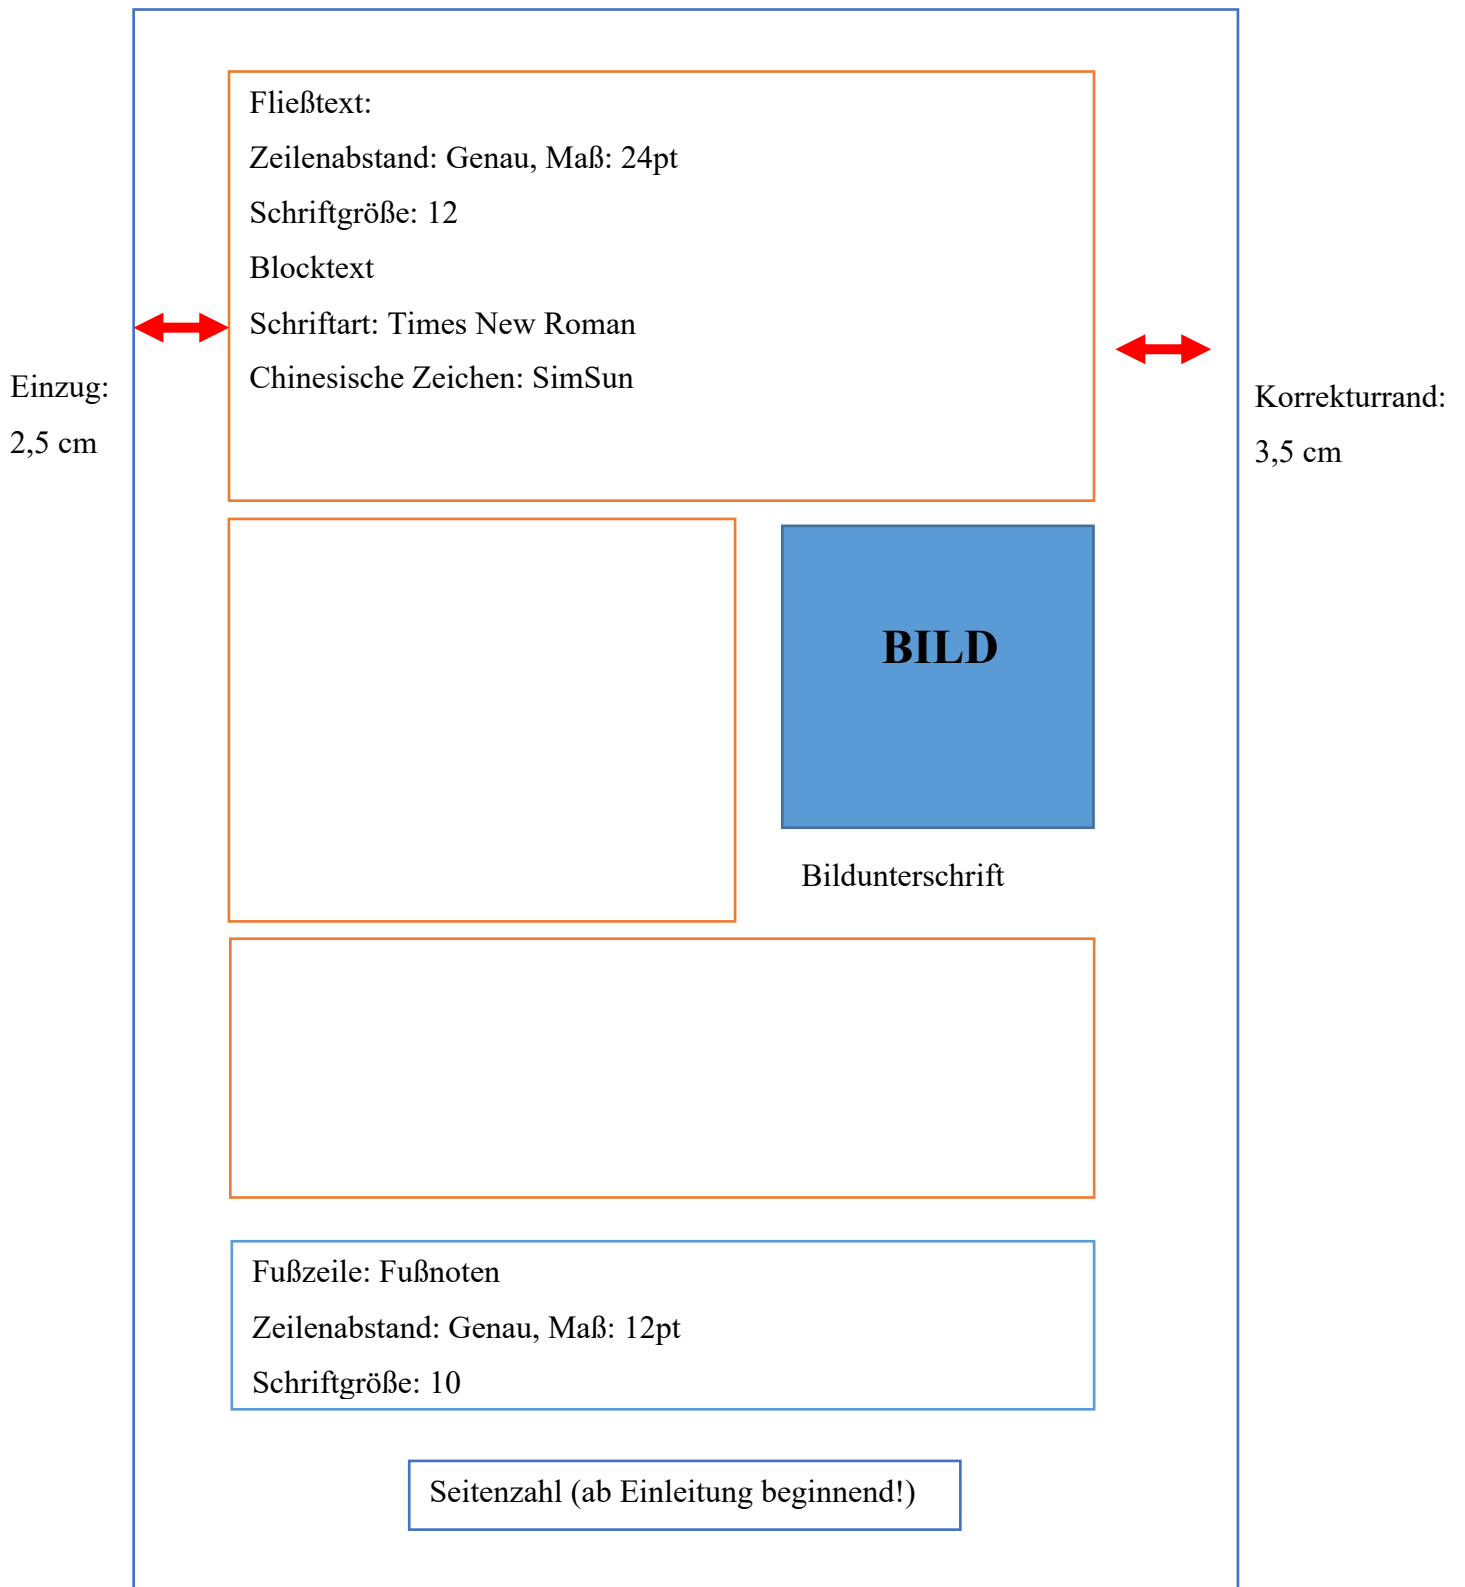 Fließtext:
Zeilenabstand: Genau, Maß: 24pt
Schriftgröße: 12
Blocktext
Schriftart: Times New Roman
Chinesische Zeichen: SimSun
Einzug:
2,5 cm
Korrekturrand:
3,5 cm
BILD
Bildunterschrift
Fußzeile: Fußnoten
Zeilenabstand: Genau, Maß: 12pt
Schriftgröße: 10
Seitenzahl (ab Einleitung beginnend!)